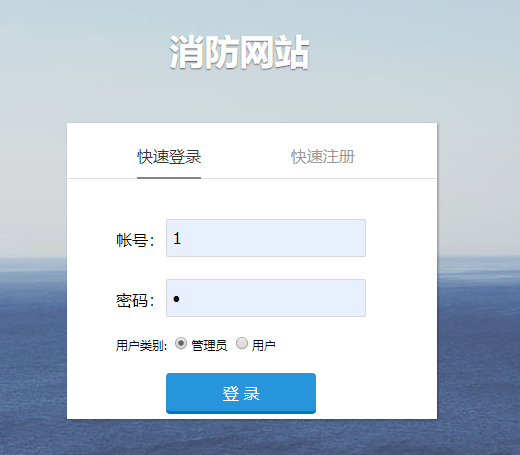 消防网站
快速登录 快速注册
帐号： 1
密码： •
用户类别: 管理员 用户
登 录